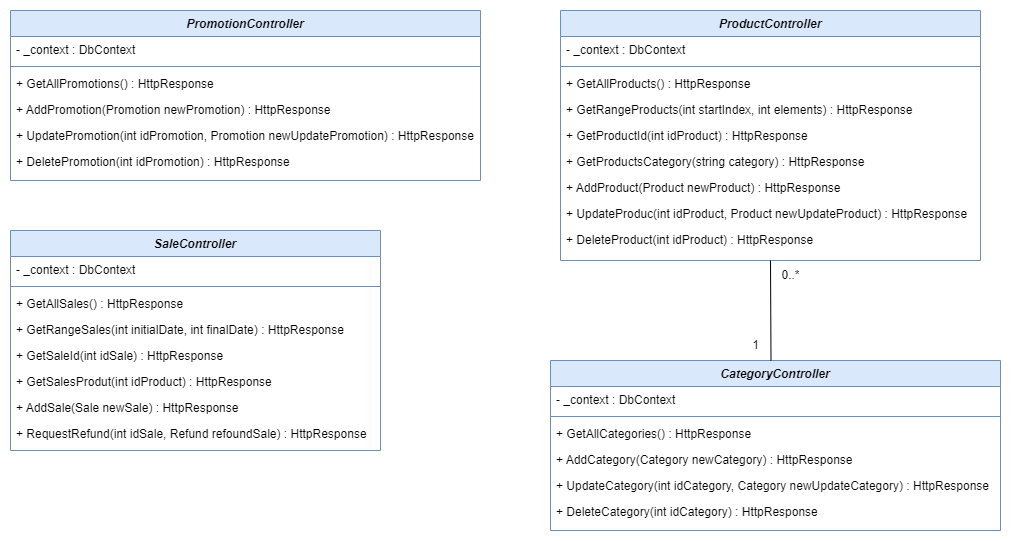 PromotionController
- _context : DbContext
+ GetAllPromotions() : HttpResponse
+ AddPromotion(Promotion newPromotion) : HttpResponse
+ UpdatePromotion(int idPromotion, Promotion newUpdatePromotion) : HttpResponse
+ DeletePromotion(int idPromotion) : HttpResponse
ProductController
- _context : DbContext
+ GetAllProducts() : HttpResponse
+ GetRangeProducts(int startIndex, int elements) : HttpResponse
+ GetProductId(int idProduct) : HttpResponse
+ GetProductsCategory(string category) : HttpResponse
+ AddProduct(Product newProduct) : HttpResponse
+ UpdateProduc(int idProduct, Product newUpdateProduct) : HttpResponse
+ DeleteProduct(int idProduct) : HttpResponse
SaleController
- _context : DbContext
+ GetAllSales() : HttpResponse
+ GetRangeSales(int initialDate, int finalDate) : HttpResponse
+ GetSaleId(int idSale) : HttpResponse
+ GetSalesProdut(int idProduct) : HttpResponse
+ AddSale(Sale newSale) : HttpResponse
+ RequestRefund(int idSale, Refund refoundSale) : HttpResponse
0..*
1
CategoryController
- _context : DbContext
+ GetAllCategories() : HttpResponse
+ AddCategory(Category newCategory) : HttpResponse
+ UpdateCategory(int idCategory, Category newUpdateCategory) : HttpResponse
+ DeleteCategory(int idCategory) : HttpResponse